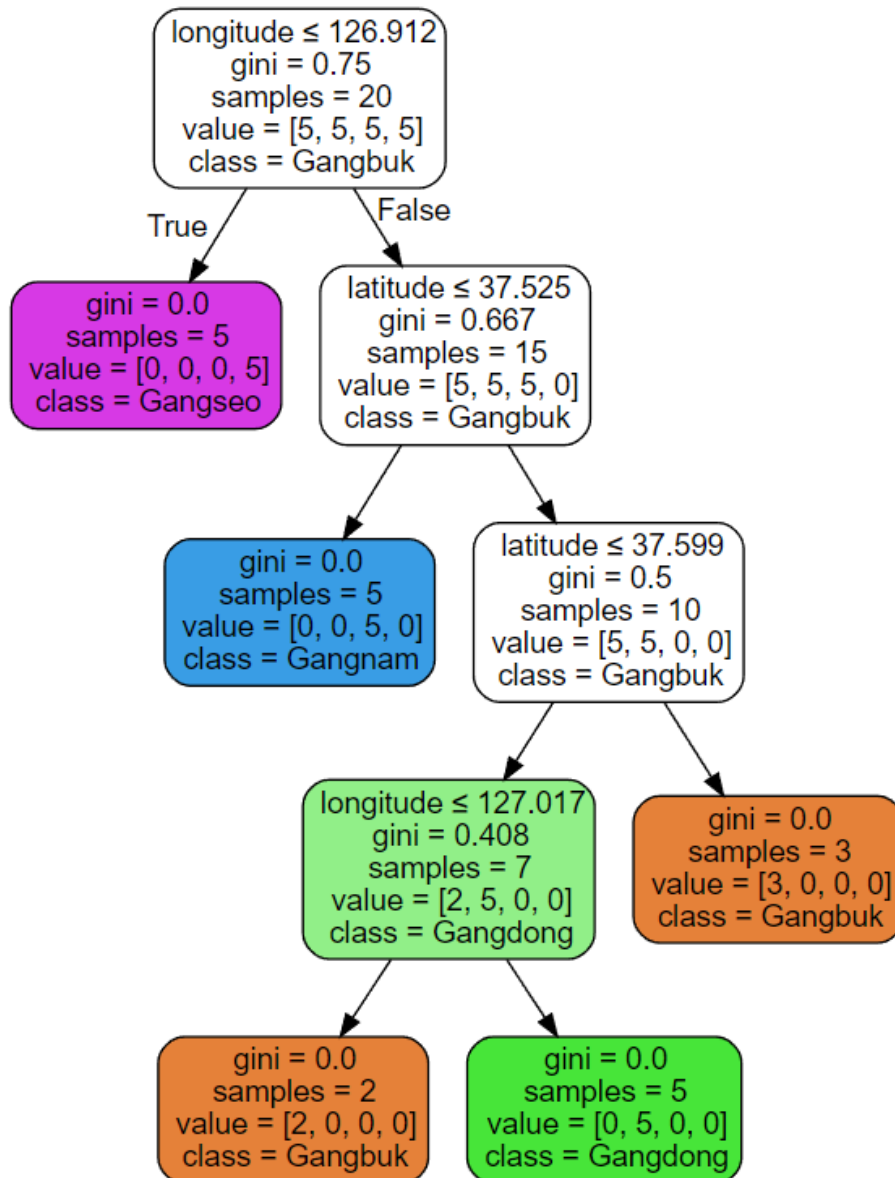 longitude ≤ 126.912
gini = 0.75
samples = 20
value = [5, 5, 5, 5]
class = Gangbuk
True
False
gini = 0.0
samples = 5
value = [0, 0, 0, 5]
class = Gangseo
latitude ≤ 37.525
gini = 0.667
samples = 15
value = [5, 5, 5, 0]
class = Gangbuk
gini = 0.0
samples = 5
value = [0, 0, 5, 0]
class = Gangnam
latitude ≤ 37.599
gini = 0.5
samples = 10
value = [5, 5, 0, 0]
class = Gangbuk
longitude ≤ 127.017
gini = 0.408
samples = 7
value = [2, 5, 0, 0]
class = Gangdong
gini = 0.0
samples = 3
value = [3, 0, 0, 0]
class = Gangbuk
gini = 0.0
samples = 2
value = [2, 0, 0, 0]
class = Gangbuk
gini = 0.0
samples = 5
value = [0, 5, 0, 0]
class = Gangdong